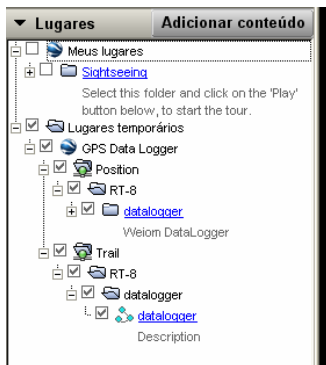 Lugares
Adicionar conteúdo
Meus lugares
Sightseeing
Select this folder and click on the 'Play'
button below, to start the tour.
Lugares temporários
GPS Data Logger
Position
RT-8
datalogger
Weiom DataLogger
Trail
RT-8
datalogger
datalogger
Description